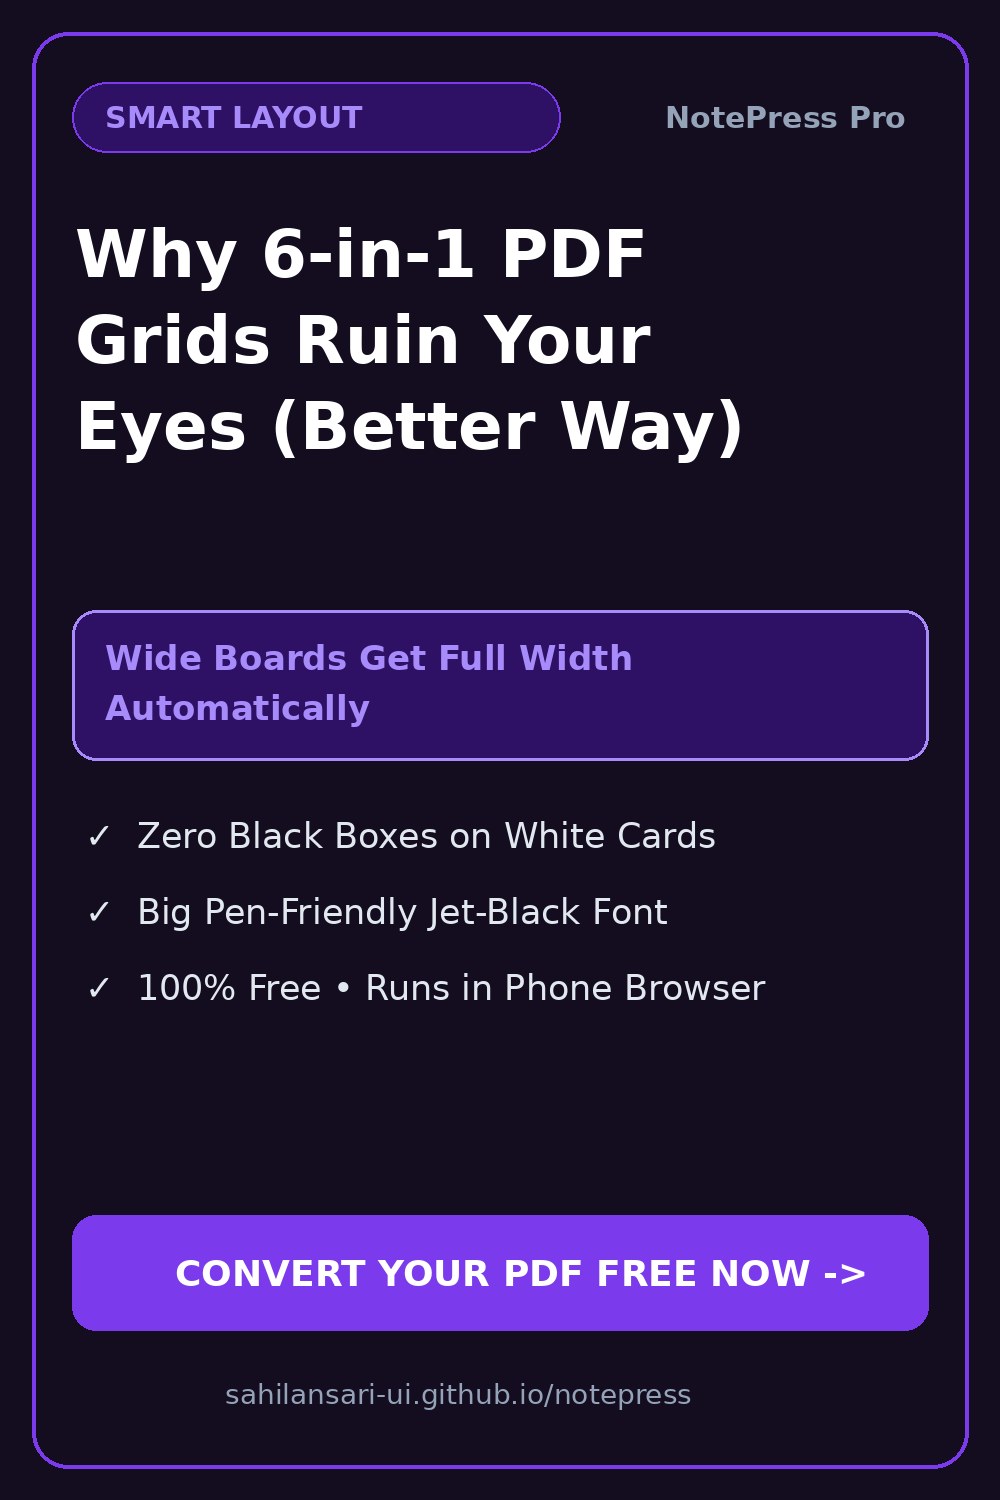 SMART LAYOUT
NotePress Pro
Why 6-in-1 PDF
Grids Ruin Your
Eyes (Better Way)
Wide Boards Get Full Width
Automatically
✓ Zero Black Boxes on White Cards
✓ Big Pen-Friendly Jet-Black Font
✓ 100% Free • Runs in Phone Browser
CONVERT YOUR PDF FREE NOW ->
sahilansari-ui.github.io/notepress